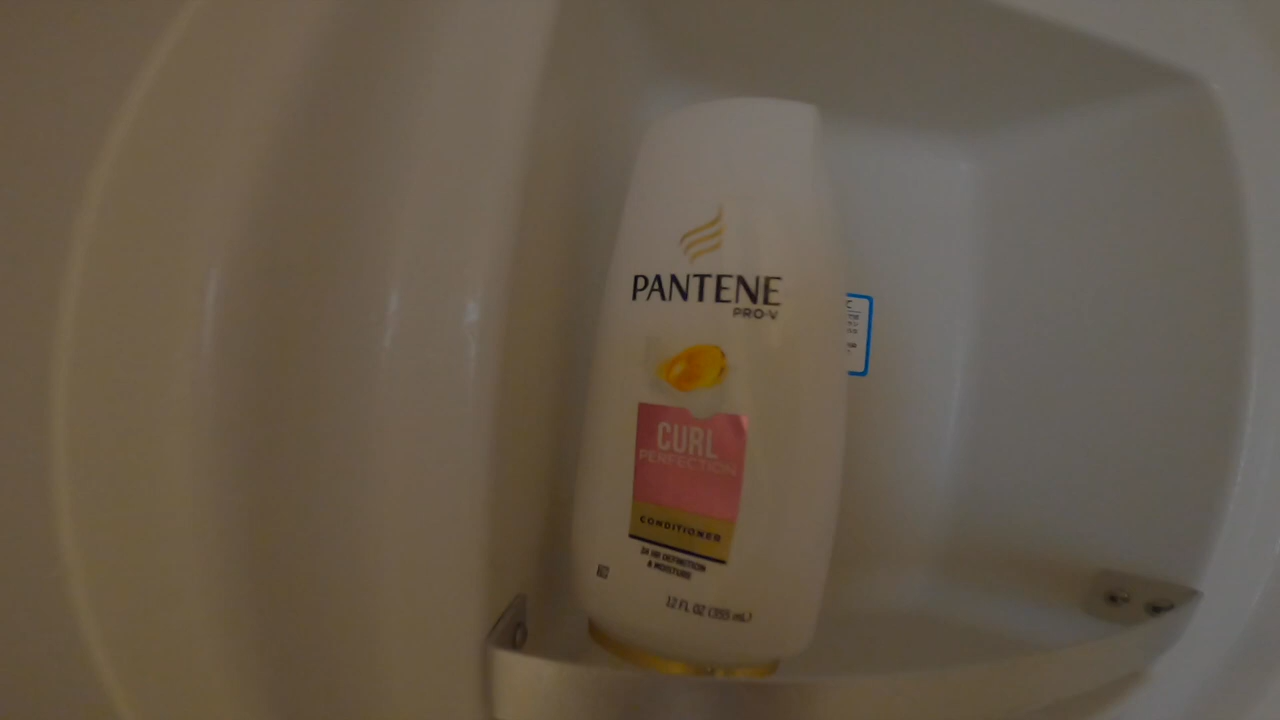 PANTENE
PRO-V
CURL
PERFECTION
CONDITIONER
24 HR DEFINITION
& MOISTURE
12 FL OZ (355 mL)